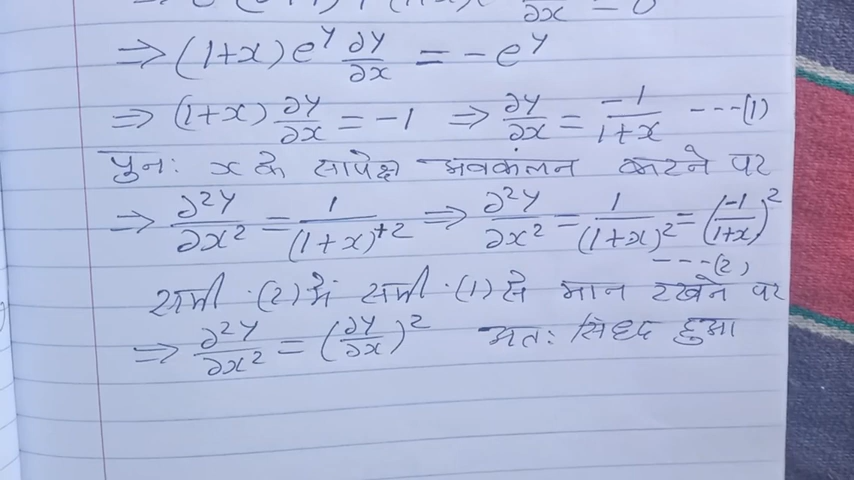 ⇒ (1+x) e^y ∂y/∂x = -e^y
⇒ (1+x) ∂y/∂x = -1 ⇒ ∂y/∂x = -1/(1+x) ---(1)
पुनः x के सापेक्ष अवकलन करने पर
⇒ ∂²y/∂x² = 1/(1+x)^{+2} ⇒ ∂²y/∂x² = 1/(1+x)² = (-1/(1+x))²
---(2)
समी.(2) में समी.(1) से मान रखने पर
⇒ ∂²y/∂x² = (∂y/∂x)² अतः सिध्द हुआ